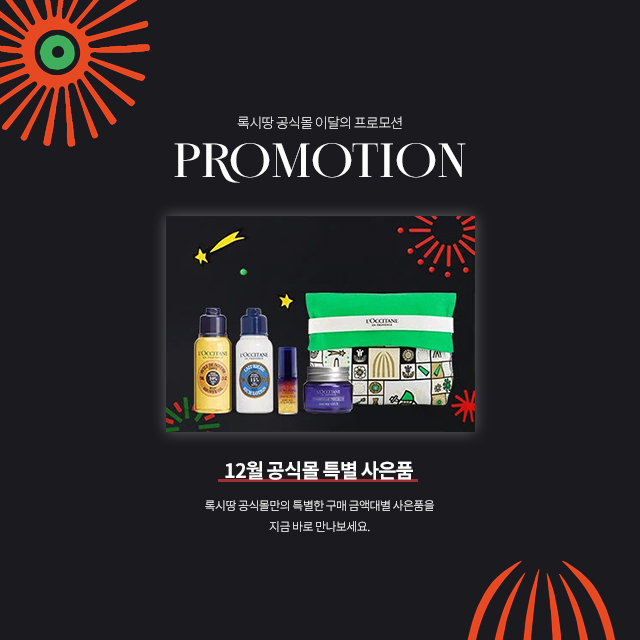 록시땅 공식몰 이달의 프로모션
PROMOTION
L'OCCITANE
EN PROVENCE
L'OCCITANE
L'OCCITANE
L'OCCITANE
12월 공식몰 특별 사은품
록시땅 공식몰만의 특별한 구매 금액대별 사은품을
지금 바로 만나보세요.